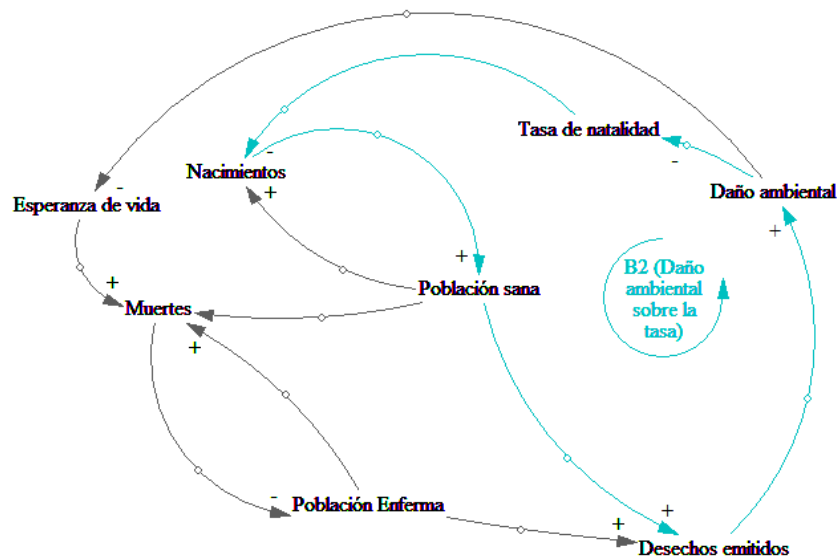 Tasa de natalidad
-
-
Nacimientos
+
-
Daño ambiental
+
-
Esperanza de vida
+
B2 (Daño
ambiental
sobre la
tasa)
+
Población sana
Muertes
+
-
Población Enferma
+
+
Desechos emitidos